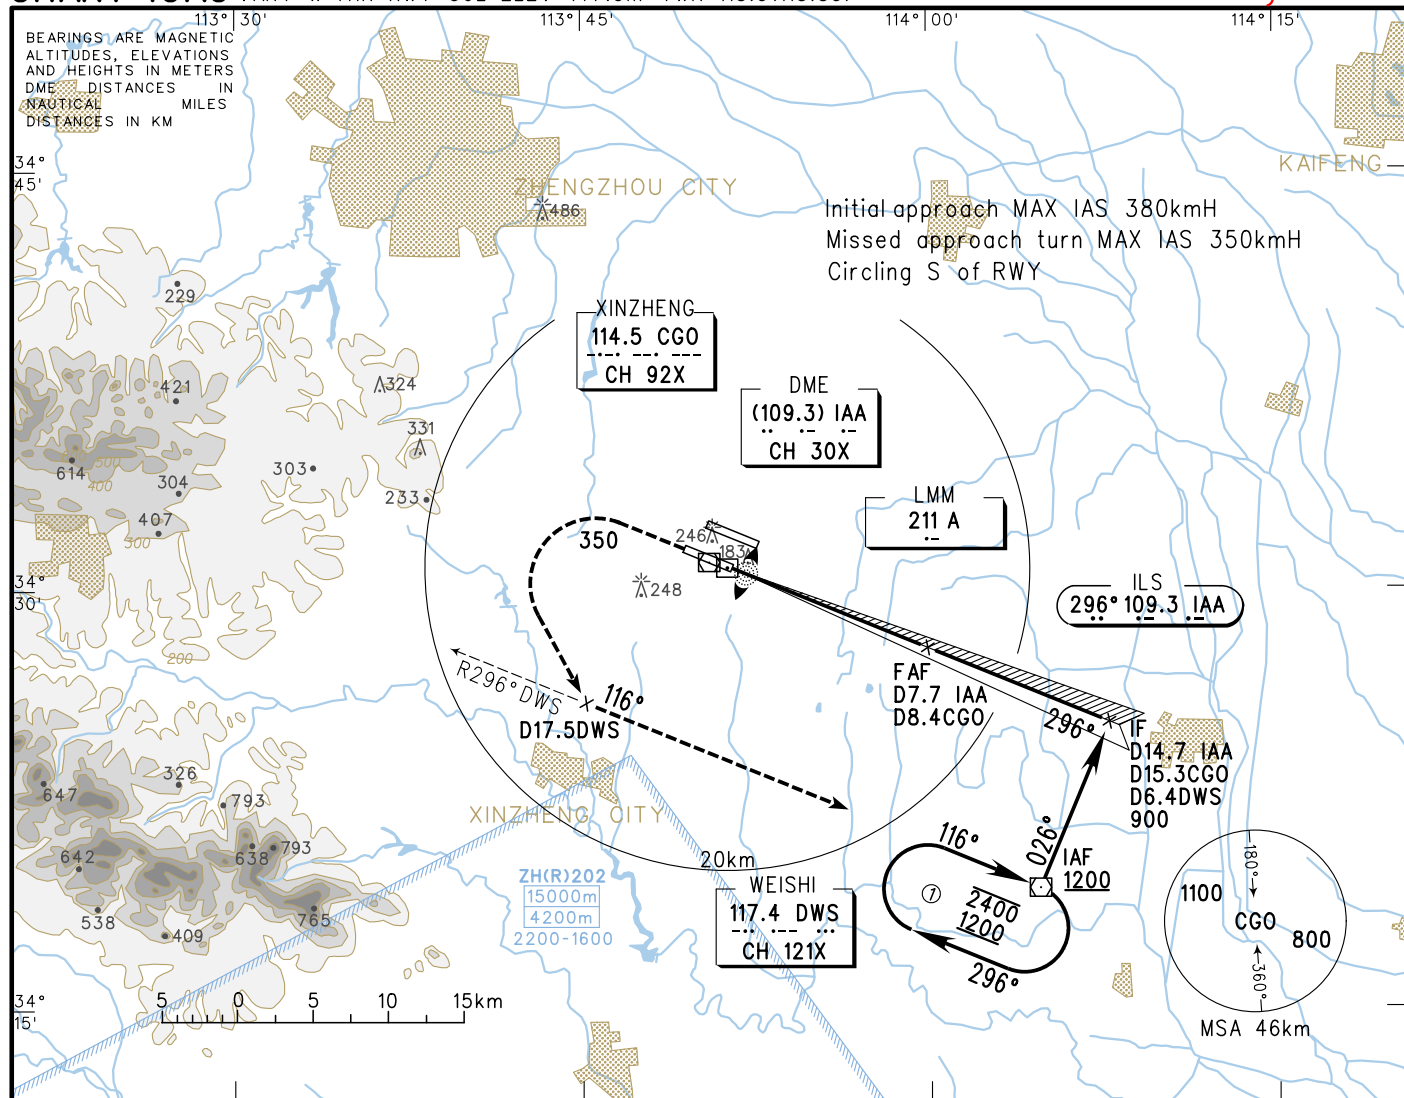 113°30'
113°45'
114°00'
114°15'
BEARINGS ARE MAGNETIC
ALTITUDES, ELEVATIONS
AND HEIGHTS IN METERS
DME DISTANCES IN
NAUTICAL MILES
DISTANCES IN KM
34°
45'
ZHENGZHOU CITY
KAIFENG
486
Initial approach MAX IAS 380kmH
Missed approach turn MAX IAS 350kmH
Circling S of RWY
229
XINZHENG
114.5 CGO
CH 92X
DME
(109.3) IAA
CH 30X
421
324
331
614
500
400
304
303
233
407
300
LMM
211 A
350
246
183
248
34°
30'
ILS
296° 109.3 IAA
200
R296°DWS
116°
D17.5DWS
FAF
D7.7 IAA
D8.4CGO
296°
IF
D14.7 IAA
D15.3CGO
D6.4DWS
900
647
326
793
XINZHENG CITY
642
638
793
538
409
765
20km
116°
026°
IAF
1200
WEISHI
117.4 DWS
CH 121X
1
2400
1200
296°
ZH(R)202
15000m
4200m
2200-1600
180°
1100
CGO
800
360°
MSA 46km
34°
15'
5 0 5 10 15km